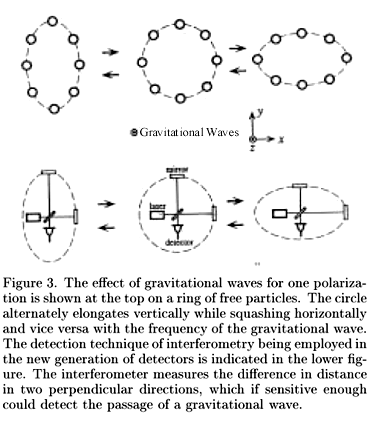 Gravitational Waves
y
x
z
mirror
laser
detector
Figure 3. The effect of gravitational waves for one polariza-
tion is shown at the top on a ring of free particles. The circle
alternately elongates vertically while squashing horizontally
and vice versa with the frequency of the gravitational wave.
The detection technique of interferometry being employed in
the new generation of detectors is indicated in the lower fig-
ure. The interferometer measures the difference in distance
in two perpendicular directions, which if sensitive enough
could detect the passage of a gravitational wave.